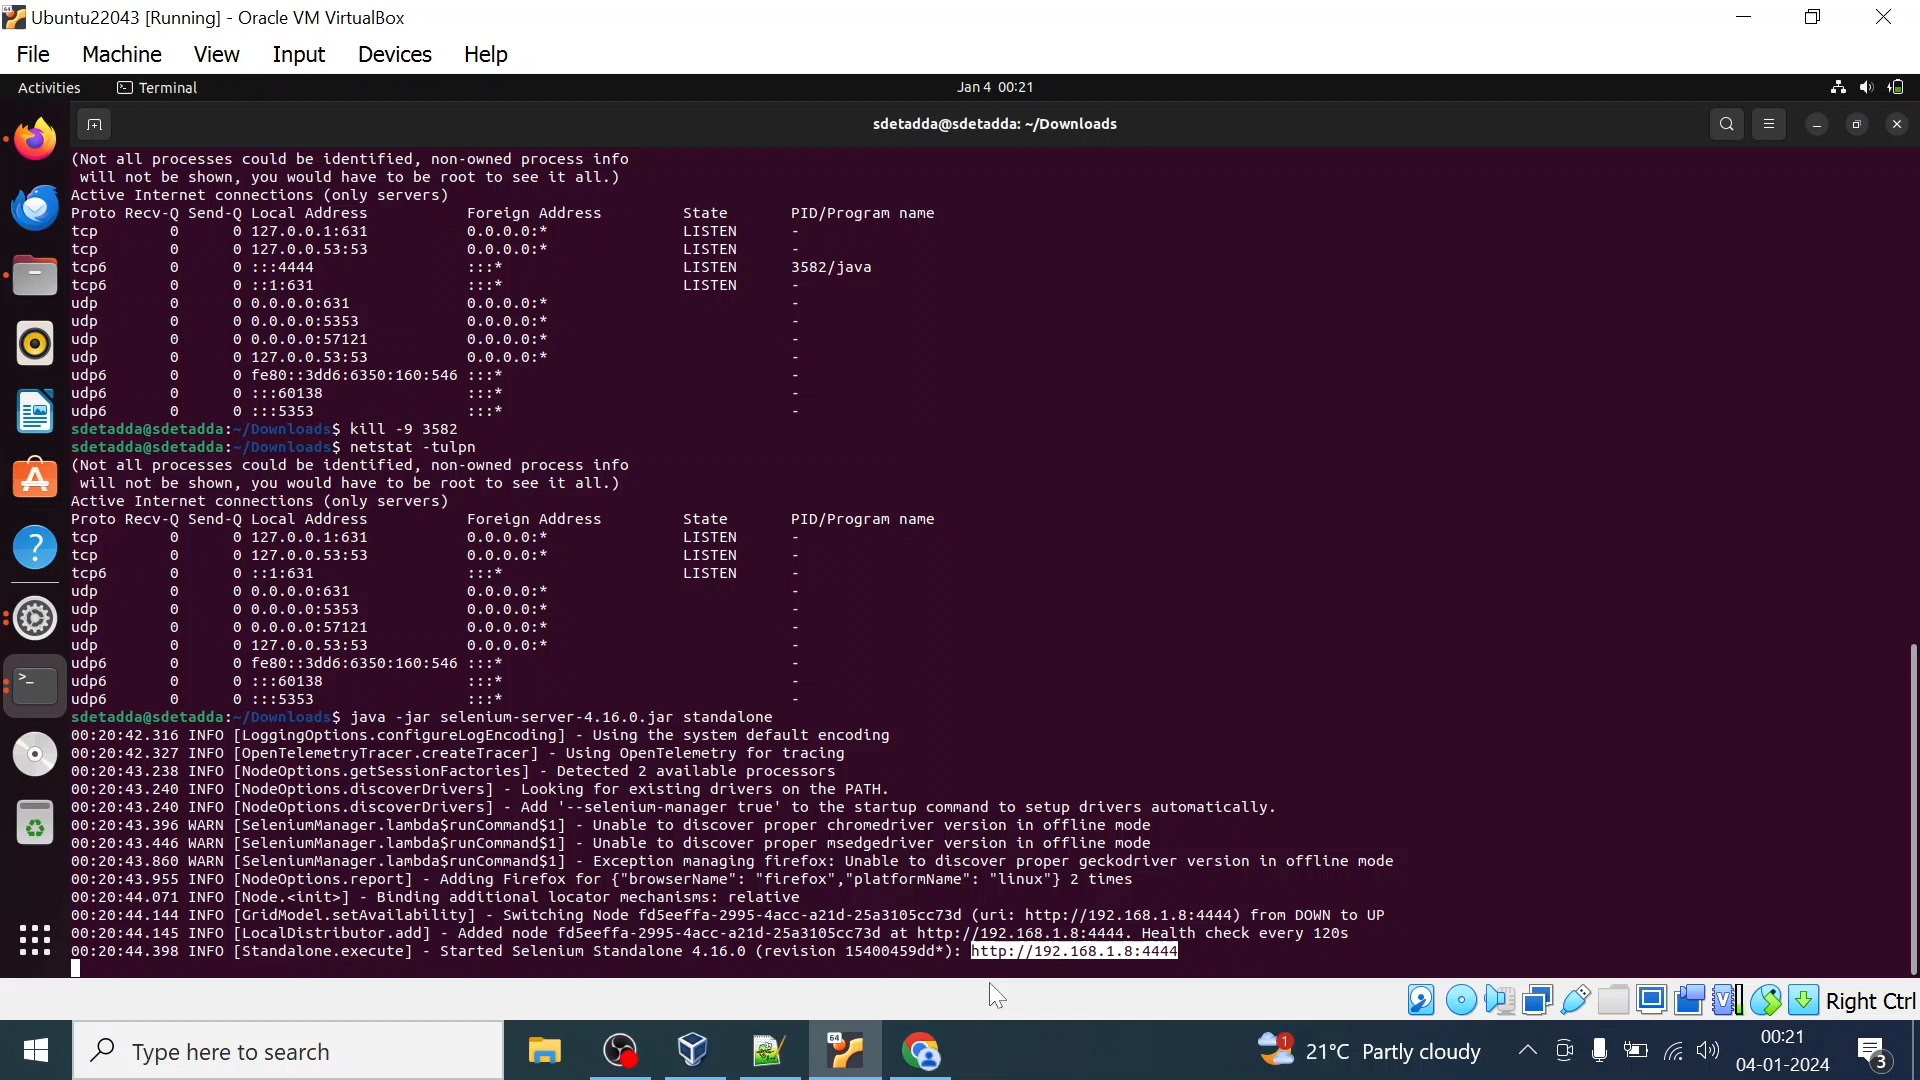 Ubuntu22043 [Running] - Oracle VM VirtualBox
File Machine View Input Devices Help
Activities Terminal Jan 4 00:21
sdetadda@sdetadda: ~/Downloads
(Not all processes could be identified, non-owned process info
will not be shown, you would have to be root to see it all.)
Active Internet connections (only servers)
Proto Recv-Q Send-Q Local Address Foreign Address State PID/Program name
tcp 0 0 127.0.0.1:631 0.0.0.0:* LISTEN -
tcp 0 0 127.0.0.53:53 0.0.0.0:* LISTEN -
tcp6 0 0 :::4444 :::* LISTEN 3582/java
tcp6 0 0 ::1:631 :::* LISTEN -
udp 0 0 0.0.0.0:631 0.0.0.0:* -
udp 0 0 0.0.0.0:5353 0.0.0.0:* -
udp 0 0 0.0.0.0:57121 0.0.0.0:* -
udp 0 0 127.0.0.53:53 0.0.0.0:* -
udp6 0 0 fe80::3dd6:6350:160:546 :::* -
udp6 0 0 :::60138 :::* -
udp6 0 0 :::5353 :::* -
sdetadda@sdetadda:~/Downloads$ kill -9 3582
sdetadda@sdetadda:~/Downloads$ netstat -tulpn
(Not all processes could be identified, non-owned process info
will not be shown, you would have to be root to see it all.)
Active Internet connections (only servers)
Proto Recv-Q Send-Q Local Address Foreign Address State PID/Program name
tcp 0 0 127.0.0.1:631 0.0.0.0:* LISTEN -
tcp 0 0 127.0.0.53:53 0.0.0.0:* LISTEN -
tcp6 0 0 ::1:631 :::* LISTEN -
udp 0 0 0.0.0.0:631 0.0.0.0:* -
udp 0 0 0.0.0.0:5353 0.0.0.0:* -
udp 0 0 0.0.0.0:57121 0.0.0.0:* -
udp 0 0 127.0.0.53:53 0.0.0.0:* -
udp6 0 0 fe80::3dd6:6350:160:546 :::* -
udp6 0 0 :::60138 :::* -
udp6 0 0 :::5353 :::* -
sdetadda@sdetadda:~/Downloads$ java -jar selenium-server-4.16.0.jar standalone
00:20:42.316 INFO [LoggingOptions.configureLogEncoding] - Using the system default encoding
00:20:42.327 INFO [OpenTelemetryTracer.createTracer] - Using OpenTelemetry for tracing
00:20:43.238 INFO [NodeOptions.getSessionFactories] - Detected 2 available processors
00:20:43.240 INFO [NodeOptions.discoverDrivers] - Looking for existing drivers on the PATH.
00:20:43.240 INFO [NodeOptions.discoverDrivers] - Add '--selenium-manager true' to the startup command to setup drivers automatically.
00:20:43.396 WARN [SeleniumManager.lambda$runCommand$1] - Unable to discover proper chromedriver version in offline mode
00:20:43.446 WARN [SeleniumManager.lambda$runCommand$1] - Unable to discover proper msedgedriver version in offline mode
00:20:43.860 WARN [SeleniumManager.lambda$runCommand$1] - Exception managing firefox: Unable to discover proper geckodriver version in offline mode
00:20:43.955 INFO [NodeOptions.report] - Adding Firefox for {"browserName": "firefox","platformName": "linux"} 2 times
00:20:44.071 INFO [Node.<init>] - Binding additional locator mechanisms: relative
00:20:44.144 INFO [GridModel.setAvailability] - Switching Node fd5eeffa-2995-4acc-a21d-25a3105cc73d (uri: http://192.168.1.8:4444) from DOWN to UP
00:20:44.145 INFO [LocalDistributor.add] - Added node fd5eeffa-2995-4acc-a21d-25a3105cc73d at http://192.168.1.8:4444. Health check every 120s
00:20:44.398 INFO [Standalone.execute] - Started Selenium Standalone 4.16.0 (revision 15400459dd*): http://192.168.1.8:4444
Right Ctrl
Type here to search
64
1
21°C Partly cloudy
00:21
04-01-2024
3